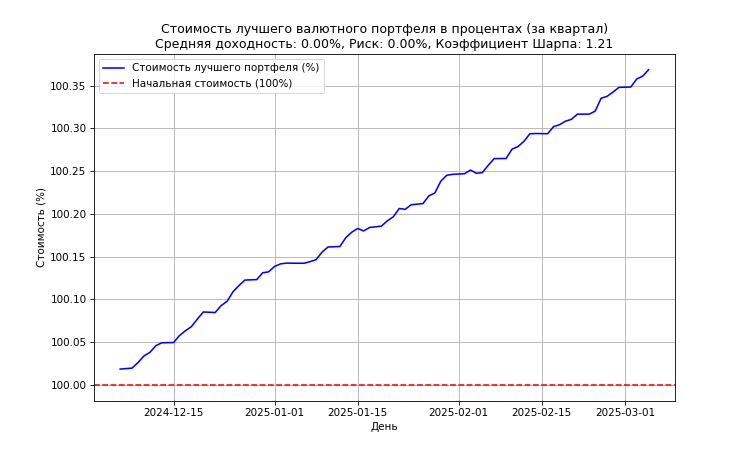 Стоимость лучшего валютного портфеля в процентах (за квартал)
Средняя доходность: 0.00%, Риск: 0.00%, Коэффициент Шарпа: 1.21
Стоимость лучшего портфеля (%)
Начальная стоимость (100%)
Стоимость (%)
100.35
100.30
100.25
100.20
100.15
100.10
100.05
100.00
2024-12-15
2025-01-01
2025-01-15
2025-02-01
2025-02-15
2025-03-01
День